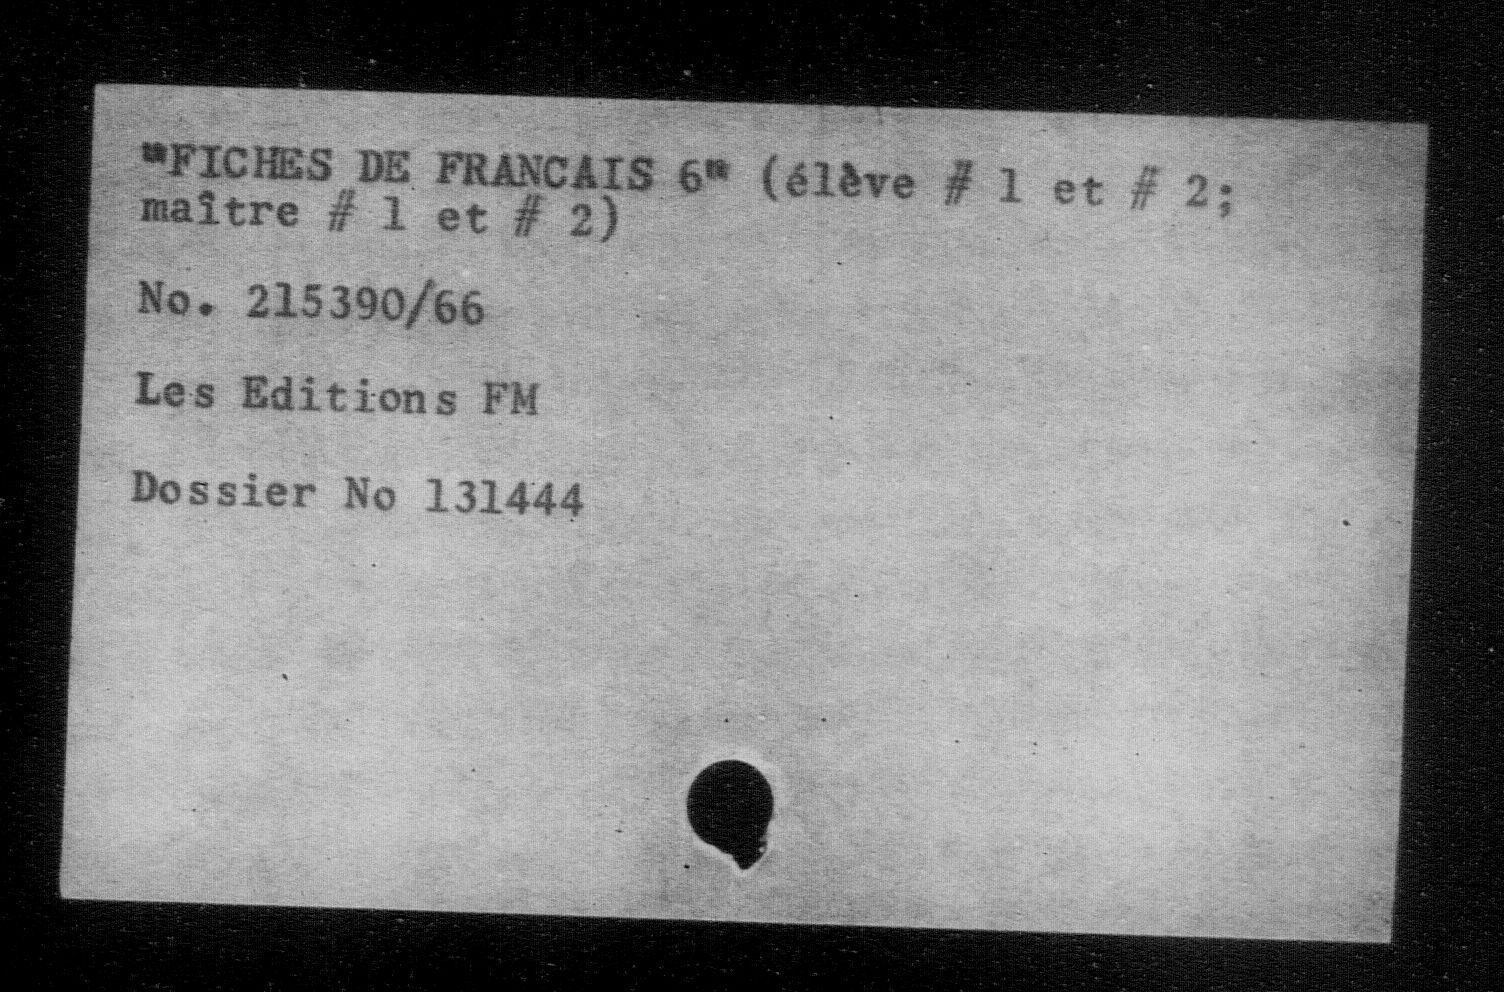 "FICHES DE FRANCAIS 6" (élève # 1 et # 2;
maître # 1 et # 2)
No. 215390/66
Les Editions FM
Dossier No 131444